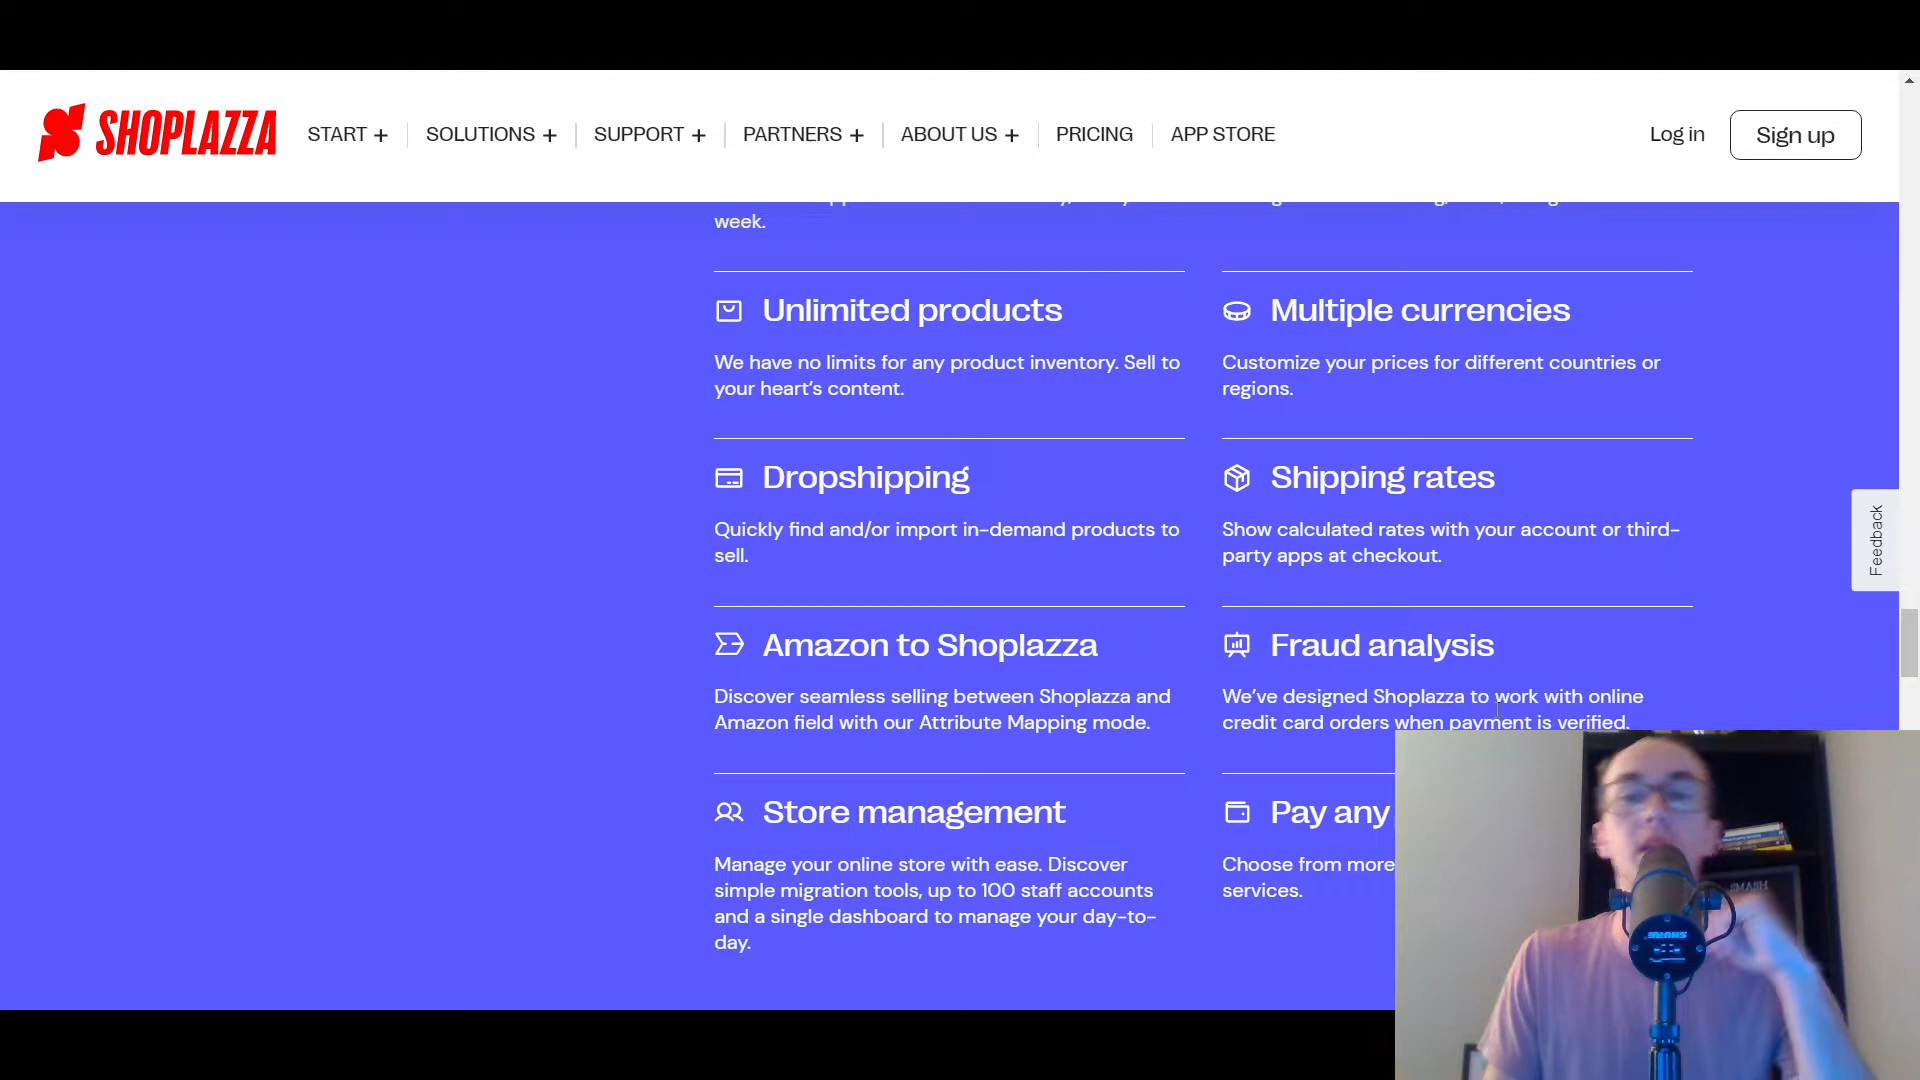 SHOPLAZZA
START +
SOLUTIONS +
SUPPORT +
PARTNERS +
ABOUT US +
PRICING
APP STORE
Log in
Sign up
week.
Unlimited products
We have no limits for any product inventory. Sell to
your heart's content.
Multiple currencies
Customize your prices for different countries or
regions.
Dropshipping
Quickly find and/or import in-demand products to
sell.
Shipping rates
Show calculated rates with your account or third-
party apps at checkout.
Feedback
Amazon to Shoplazza
Discover seamless selling between Shoplazza and
Amazon field with our Attribute Mapping mode.
Fraud analysis
We've designed Shoplazza to work with online
credit card orders when payment is verified.
Store management
Manage your online store with ease. Discover
simple migration tools, up to 100 staff accounts
and a single dashboard to manage your day-to-
day.
Pay any
Choose from more
services.
SMASH
SHURE